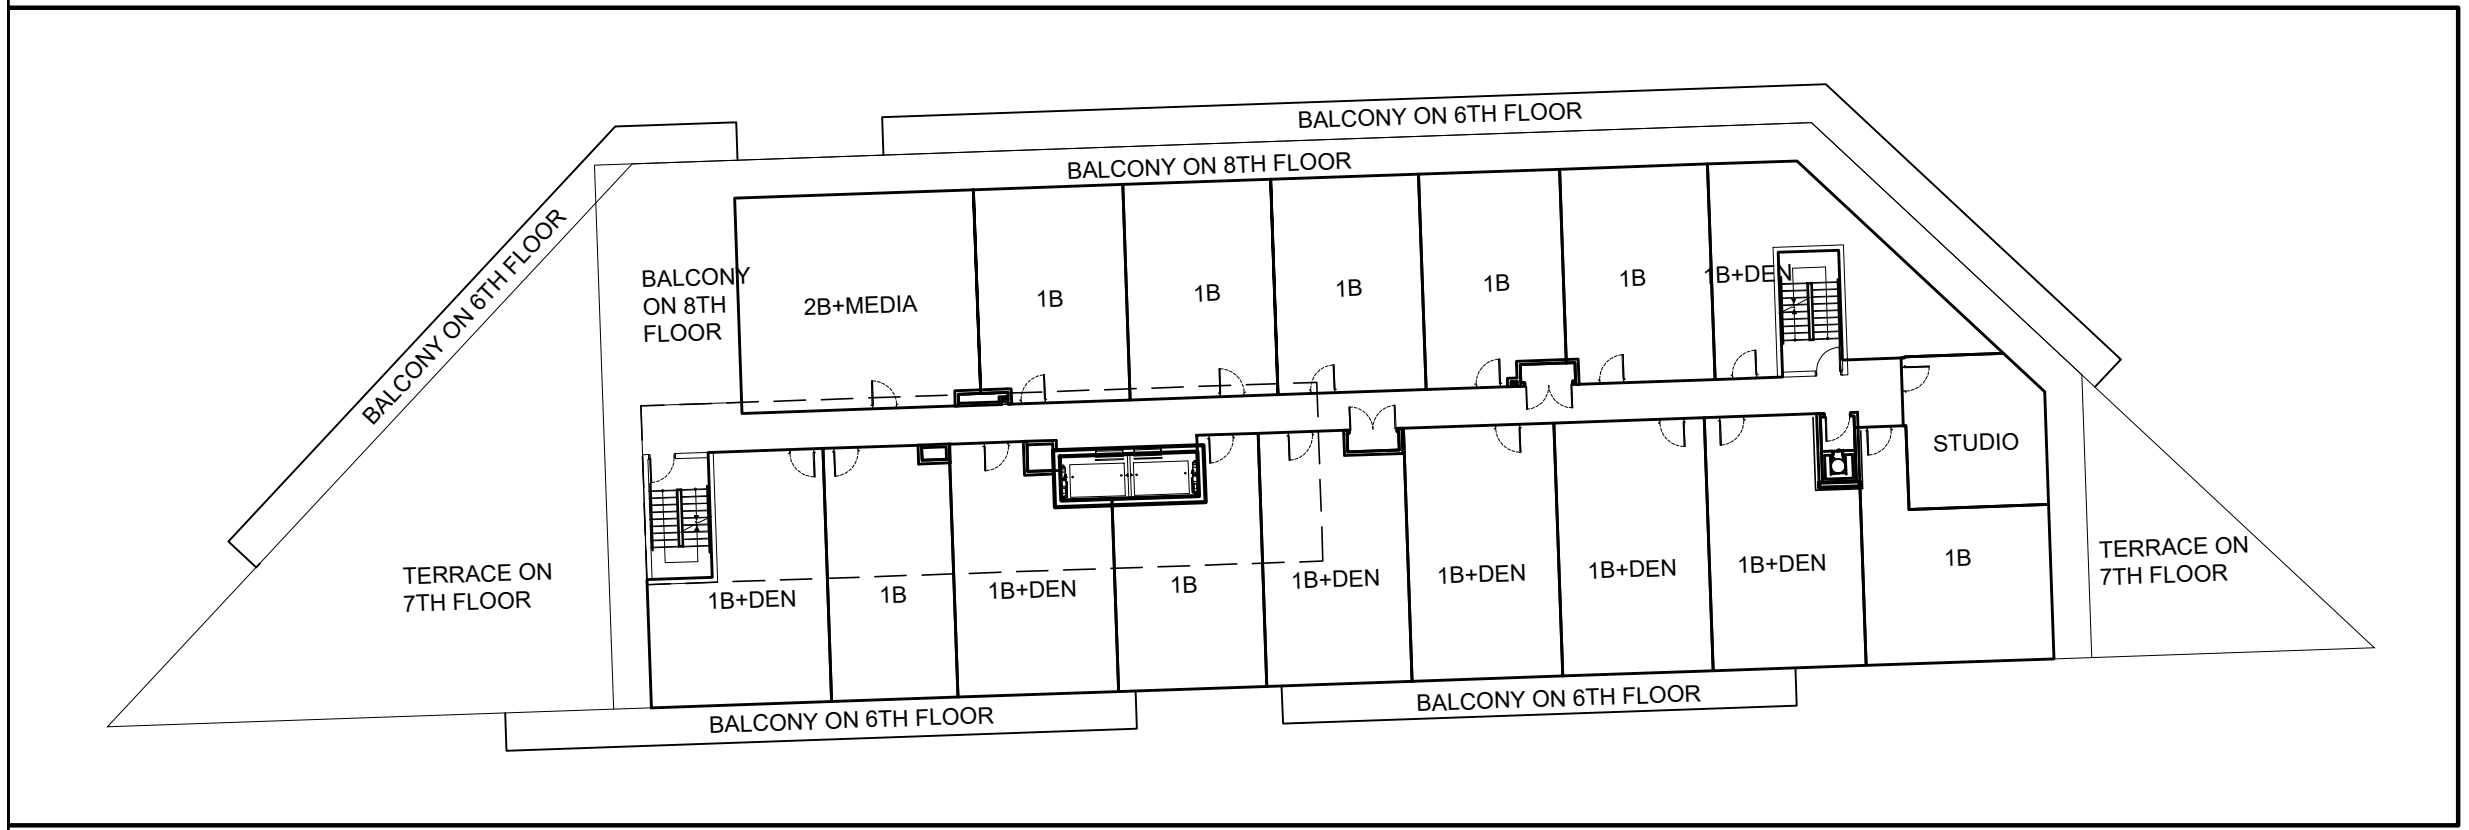 BALCONY ON 6TH FLOOR
BALCONY ON 8TH FLOOR
BALCONY ON 6TH FLOOR
BALCONY
ON 8TH
FLOOR
2B+MEDIA
1B
1B
1B
1B
1B
1B+DEN
STUDIO
TERRACE ON
7TH FLOOR
1B+DEN
1B
1B+DEN
1B
1B+DEN
1B+DEN
1B+DEN
1B+DEN
1B
TERRACE ON
7TH FLOOR
BALCONY ON 6TH FLOOR
BALCONY ON 6TH FLOOR